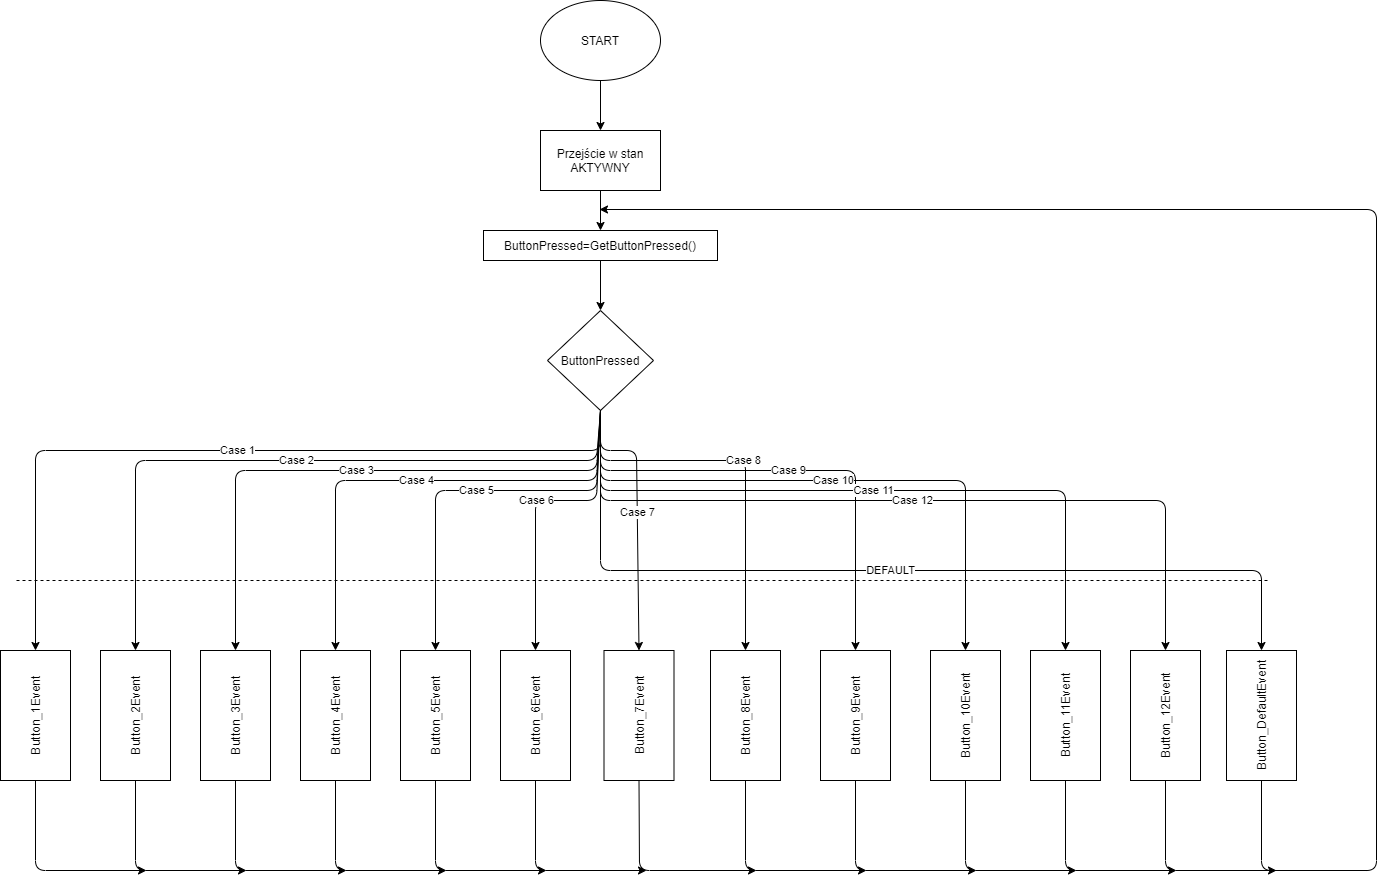 START
Przejście w stan
AKTYWNY
ButtonPressed=GetButtonPressed()
ButtonPressed
Case 1
Case 2
Case 3
Case 4
Case 5
Case 6
Case 7
Case 8
Case 9
Case 10
Case 11
Case 12
DEFAULT
Button_1Event
Button_2Event
Button_3Event
Button_4Event
Button_5Event
Button_6Event
Button_7Event
Button_8Event
Button_9Event
Button_10Event
Button_11Event
Button_12Event
Button_DefaultEvent